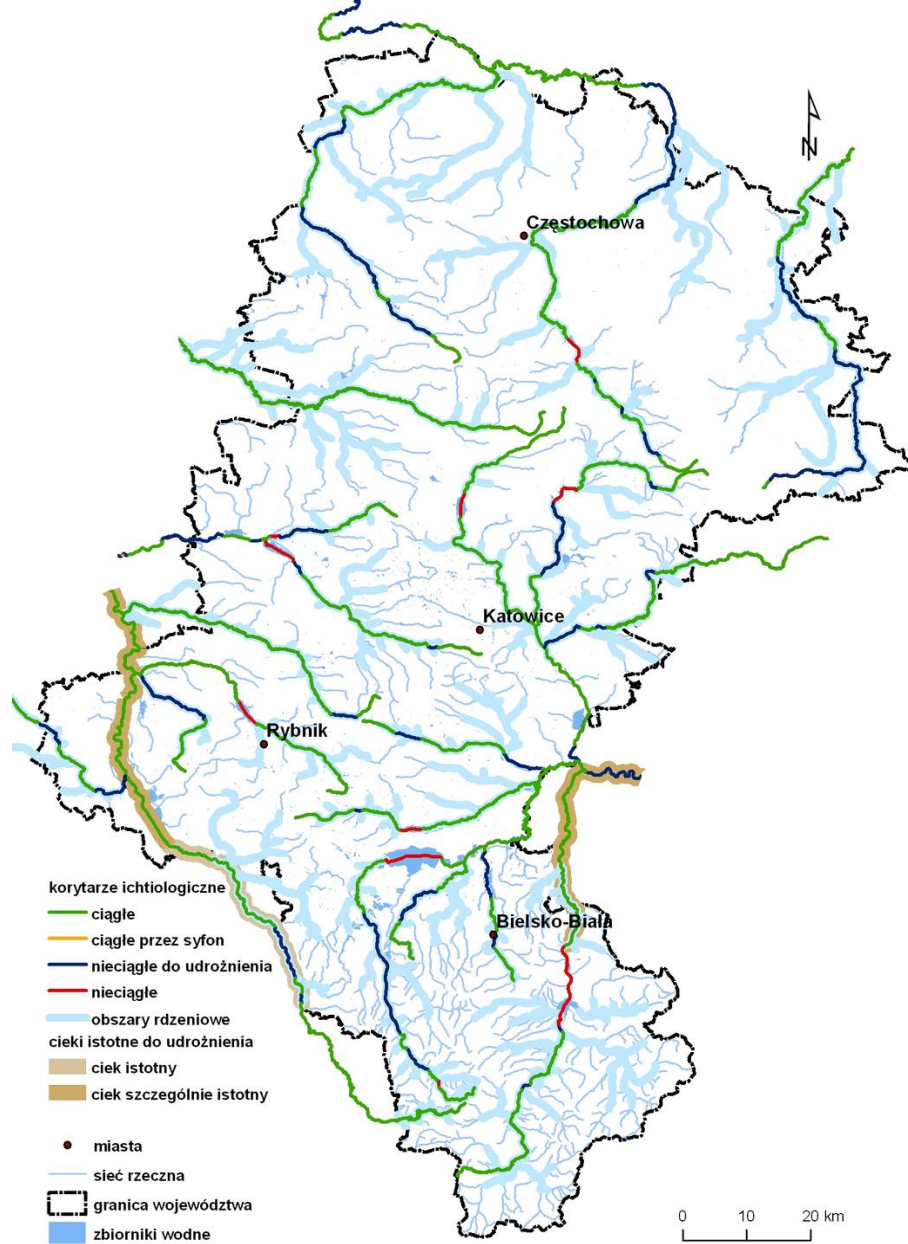 N
Częstochowa
Katowice
Rybnik
Bielsko-Biała
korytarze ichtiologiczne
ciągłe
ciągłe przez syfon
nieciągłe do udrożnienia
nieciągłe
obszary rdzeniowe
cieki istotne do udrożnienia
ciek istotny
ciek szczególnie istotny
miasta
sieć rzeczna
granica województwa
zbiorniki wodne
0 10 20 km